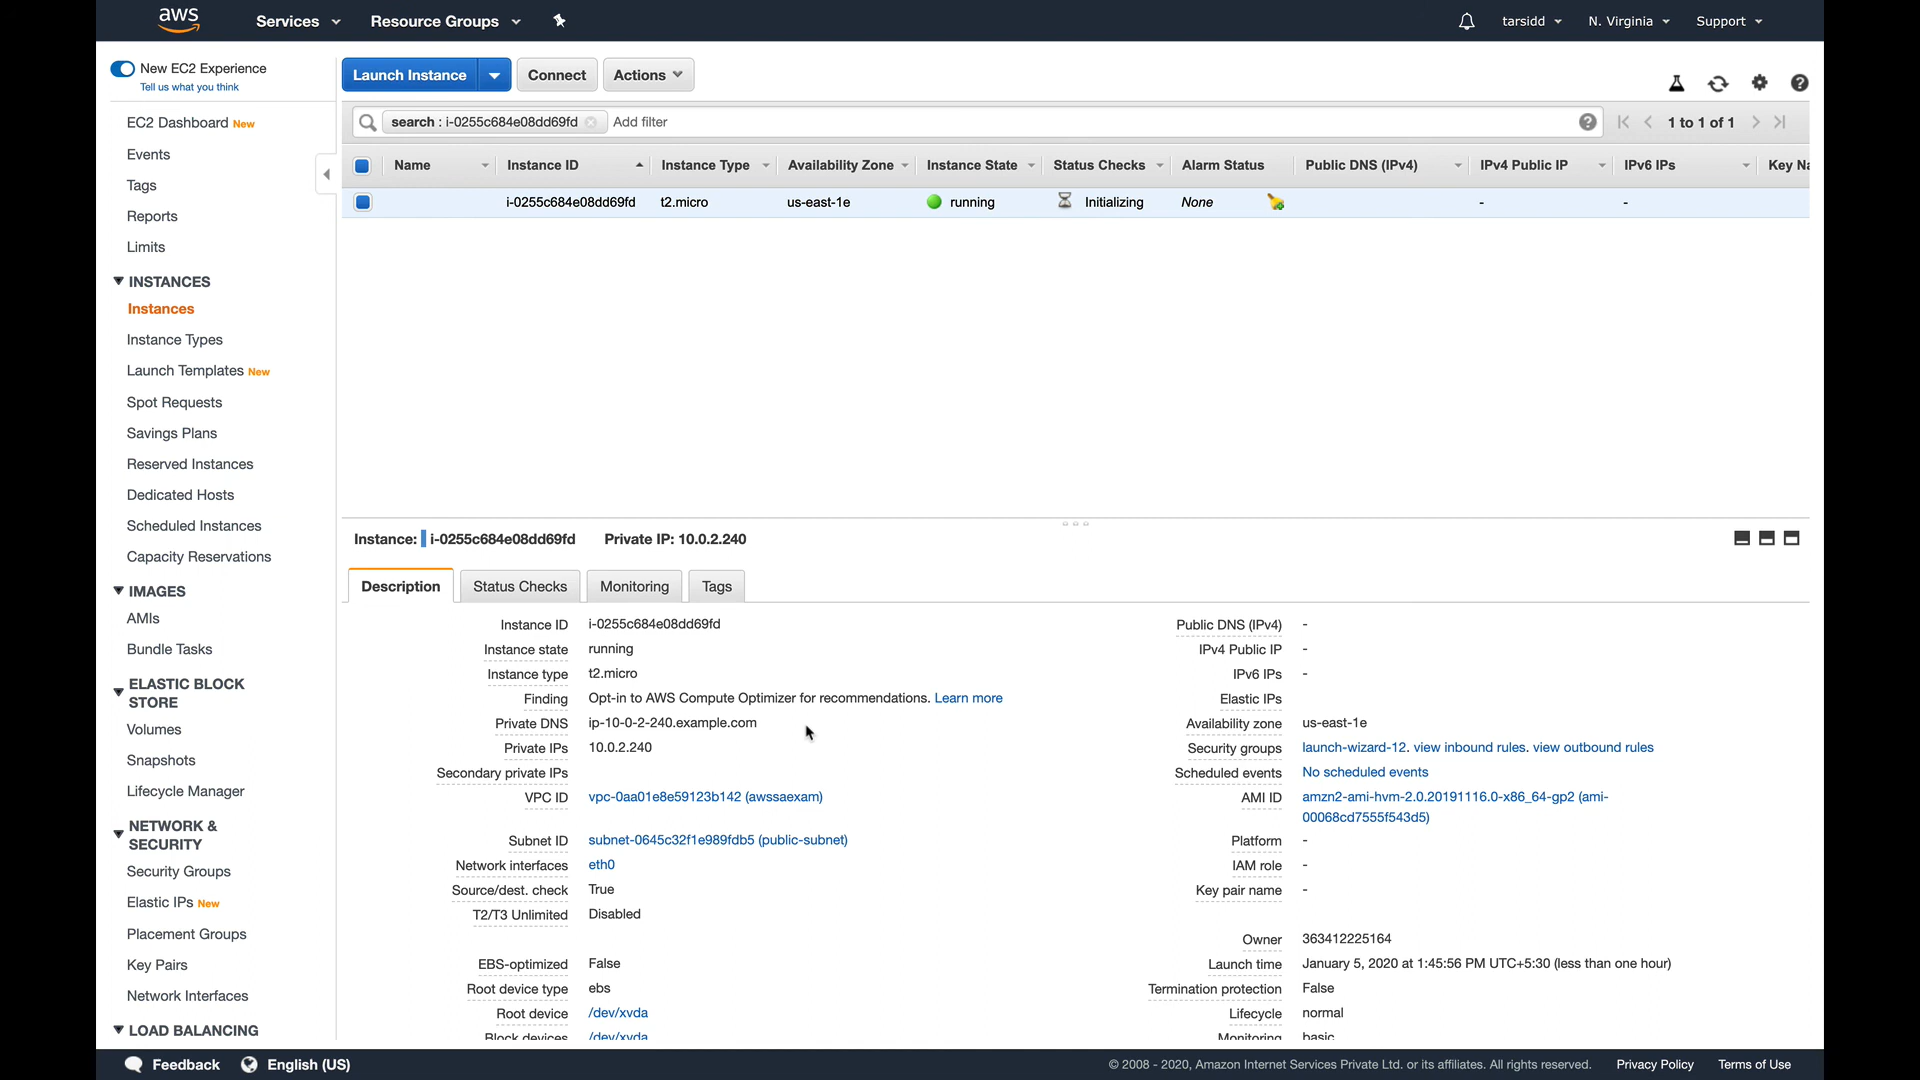 aws Services Resource Groups tarsidd N. Virginia Support
New EC2 Experience
Tell us what you think
EC2 Dashboard New
Events
Tags
Reports
Limits
INSTANCES
Instances
Instance Types
Launch Templates New
Spot Requests
Savings Plans
Reserved Instances
Dedicated Hosts
Scheduled Instances
Capacity Reservations
IMAGES
AMIs
Bundle Tasks
ELASTIC BLOCK
STORE
Volumes
Snapshots
Lifecycle Manager
NETWORK &
SECURITY
Security Groups
Elastic IPs New
Placement Groups
Key Pairs
Network Interfaces
LOAD BALANCING
Launch Instance Connect Actions
search : i-0255c684e08dd69fd Add filter 1 to 1 of 1
Name Instance ID Instance Type Availability Zone Instance State Status Checks Alarm Status Public DNS (IPv4) IPv4 Public IP IPv6 IPs Key Na
i-0255c684e08dd69fd t2.micro us-east-1e running Initializing None - -
Instance: i-0255c684e08dd69fd Private IP: 10.0.2.240
Description Status Checks Monitoring Tags
Instance ID i-0255c684e08dd69fd
Instance state running
Instance type t2.micro
Finding Opt-in to AWS Compute Optimizer for recommendations. Learn more
Private DNS ip-10-0-2-240.example.com
Private IPs 10.0.2.240
Secondary private IPs
VPC ID vpc-0aa01e8e59123b142 (awssaexam)
Subnet ID subnet-0645c32f1e989fdb5 (public-subnet)
Network interfaces eth0
Source/dest. check True
T2/T3 Unlimited Disabled
EBS-optimized False
Root device type ebs
Root device /dev/xvda
Block devices /dev/xvda
Public DNS (IPv4) -
IPv4 Public IP -
IPv6 IPs -
Elastic IPs
Availability zone us-east-1e
Security groups launch-wizard-12. view inbound rules. view outbound rules
Scheduled events No scheduled events
AMI ID amzn2-ami-hvm-2.0.20191116.0-x86_64-gp2 (ami-
00068cd7555f543d5)
Platform -
IAM role -
Key pair name -
Owner 363412225164
Launch time January 5, 2020 at 1:45:56 PM UTC+5:30 (less than one hour)
Termination protection False
Lifecycle normal
Monitoring basic
Feedback English (US) © 2008 - 2020, Amazon Internet Services Private Ltd. or its affiliates. All rights reserved. Privacy Policy Terms of Use